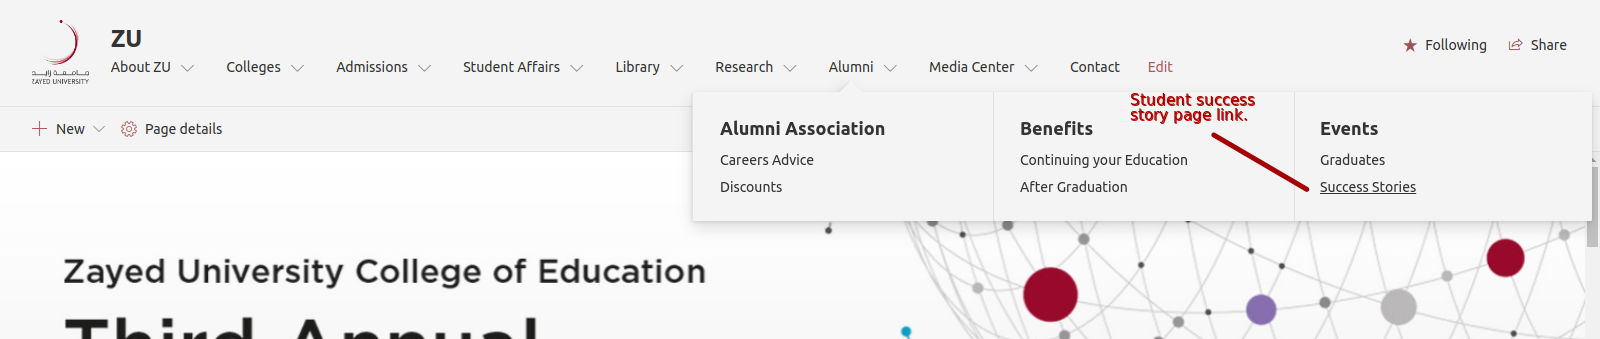 ZU
جامعة زايد
ZAYED UNIVERSITY
About ZU Colleges Admissions Student Affairs Library Research Alumni Media Center Contact Edit
Following Share
New Page details
Student success
story page link.
Alumni Association
Careers Advice
Discounts
Benefits
Continuing your Education
After Graduation
Events
Graduates
Success Stories
Zayed University College of Education
Third Annual